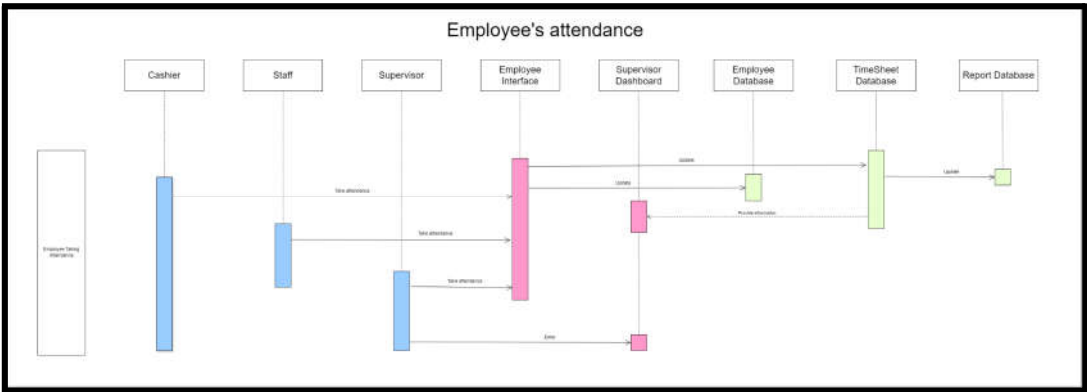 Employee's attendance
Cashier
Staff
Supervisor
Employee
Interface
Supervisor
Dashboard
Employee
Database
TimeSheet
Database
Report Database
Update
Update
Update
Take attendance
Provide information
Take attendance
Employee Taking
Attendance
Take attendance
Enter